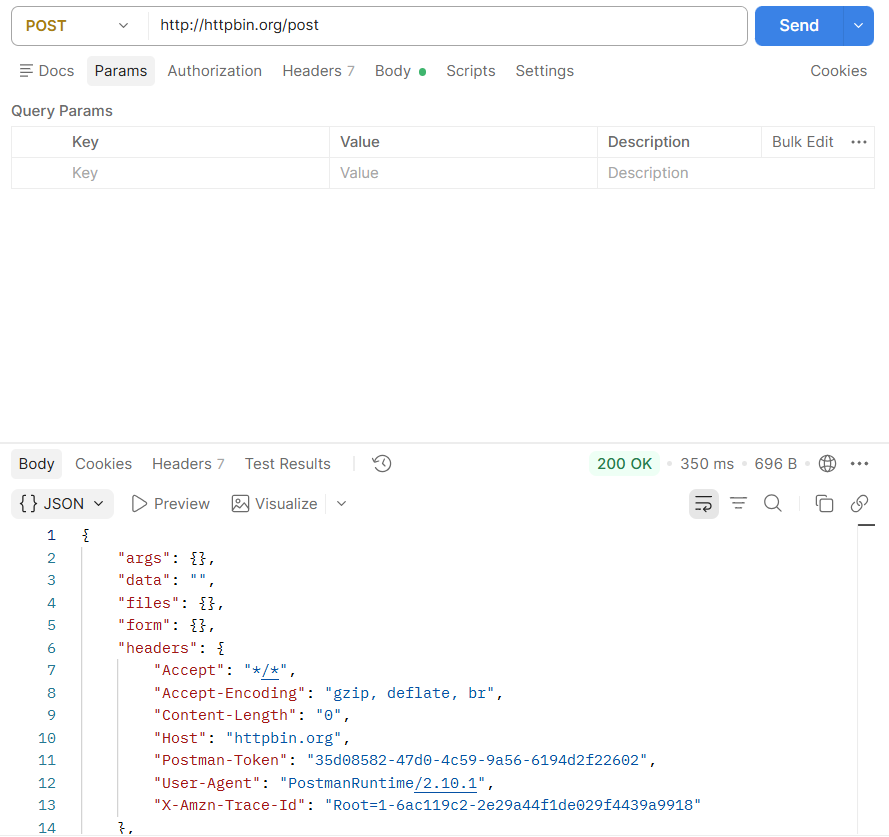 POST http://httpbin.org/post Send
Docs Params Authorization Headers 7 Body Scripts Settings Cookies
Query Params
Key Value Description Bulk Edit
Key Value Description
Body Cookies Headers 7 Test Results 200 OK 350 ms 696 B
{} JSON Preview Visualize
1 {
2 "args": {},
3 "data": "",
4 "files": {},
5 "form": {},
6 "headers": {
7 "Accept": "*/*",
8 "Accept-Encoding": "gzip, deflate, br",
9 "Content-Length": "0",
10 "Host": "httpbin.org",
11 "Postman-Token": "35d08582-47d0-4c59-9a56-6194d2f22602",
12 "User-Agent": "PostmanRuntime/2.10.1",
13 "X-Amzn-Trace-Id": "Root=1-6ac119c2-2e29a44f1de029f4439a9918"
14 },